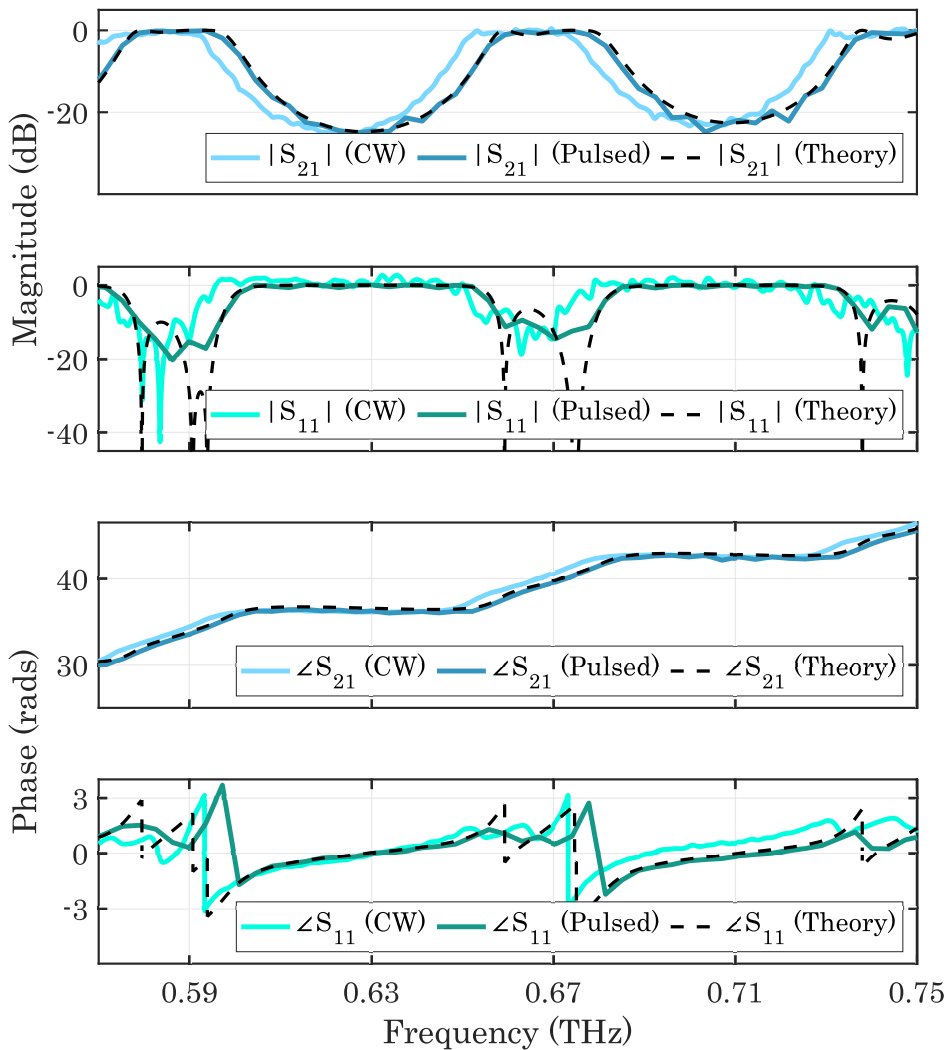 0
-20
|S21| (CW) |S21| (Pulsed) |S21| (Theory)
Magnitude (dB)
0
-20
-40
|S11| (CW) |S11| (Pulsed) |S11| (Theory)
40
30
∠S21 (CW) ∠S21 (Pulsed) ∠S21 (Theory)
Phase (rads)
3
0
-3
∠S11 (CW) ∠S11 (Pulsed) ∠S11 (Theory)
0.59 0.63 0.67 0.71 0.75
Frequency (THz)